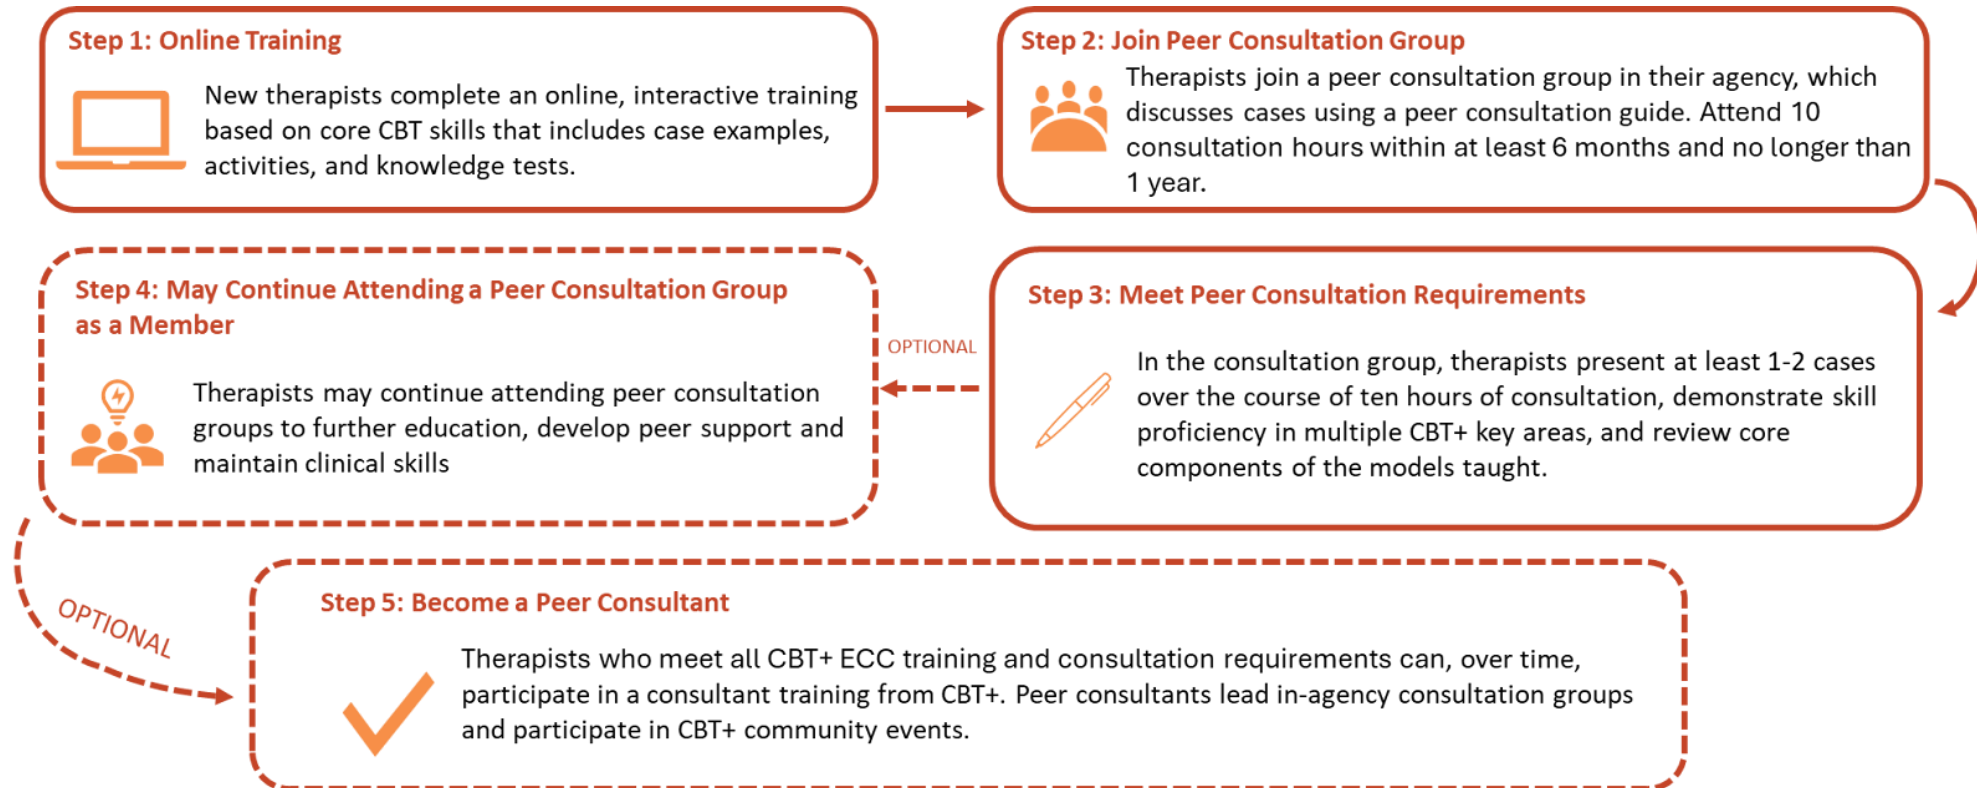 Step 1: Online Training
New therapists complete an online, interactive training
based on core CBT skills that includes case examples,
activities, and knowledge tests.
Step 2: Join Peer Consultation Group
Therapists join a peer consultation group in their agency, which
discusses cases using a peer consultation guide. Attend 10
consultation hours within at least 6 months and no longer than
1 year.
Step 3: Meet Peer Consultation Requirements
In the consultation group, therapists present at least 1-2 cases
over the course of ten hours of consultation, demonstrate skill
proficiency in multiple CBT+ key areas, and review core
components of the models taught.
OPTIONAL
Step 4: May Continue Attending a Peer Consultation Group
as a Member
Therapists may continue attending peer consultation
groups to further education, develop peer support and
maintain clinical skills
OPTIONAL
Step 5: Become a Peer Consultant
Therapists who meet all CBT+ ECC training and consultation requirements can, over time,
participate in a consultant training from CBT+. Peer consultants lead in-agency consultation groups
and participate in CBT+ community events.